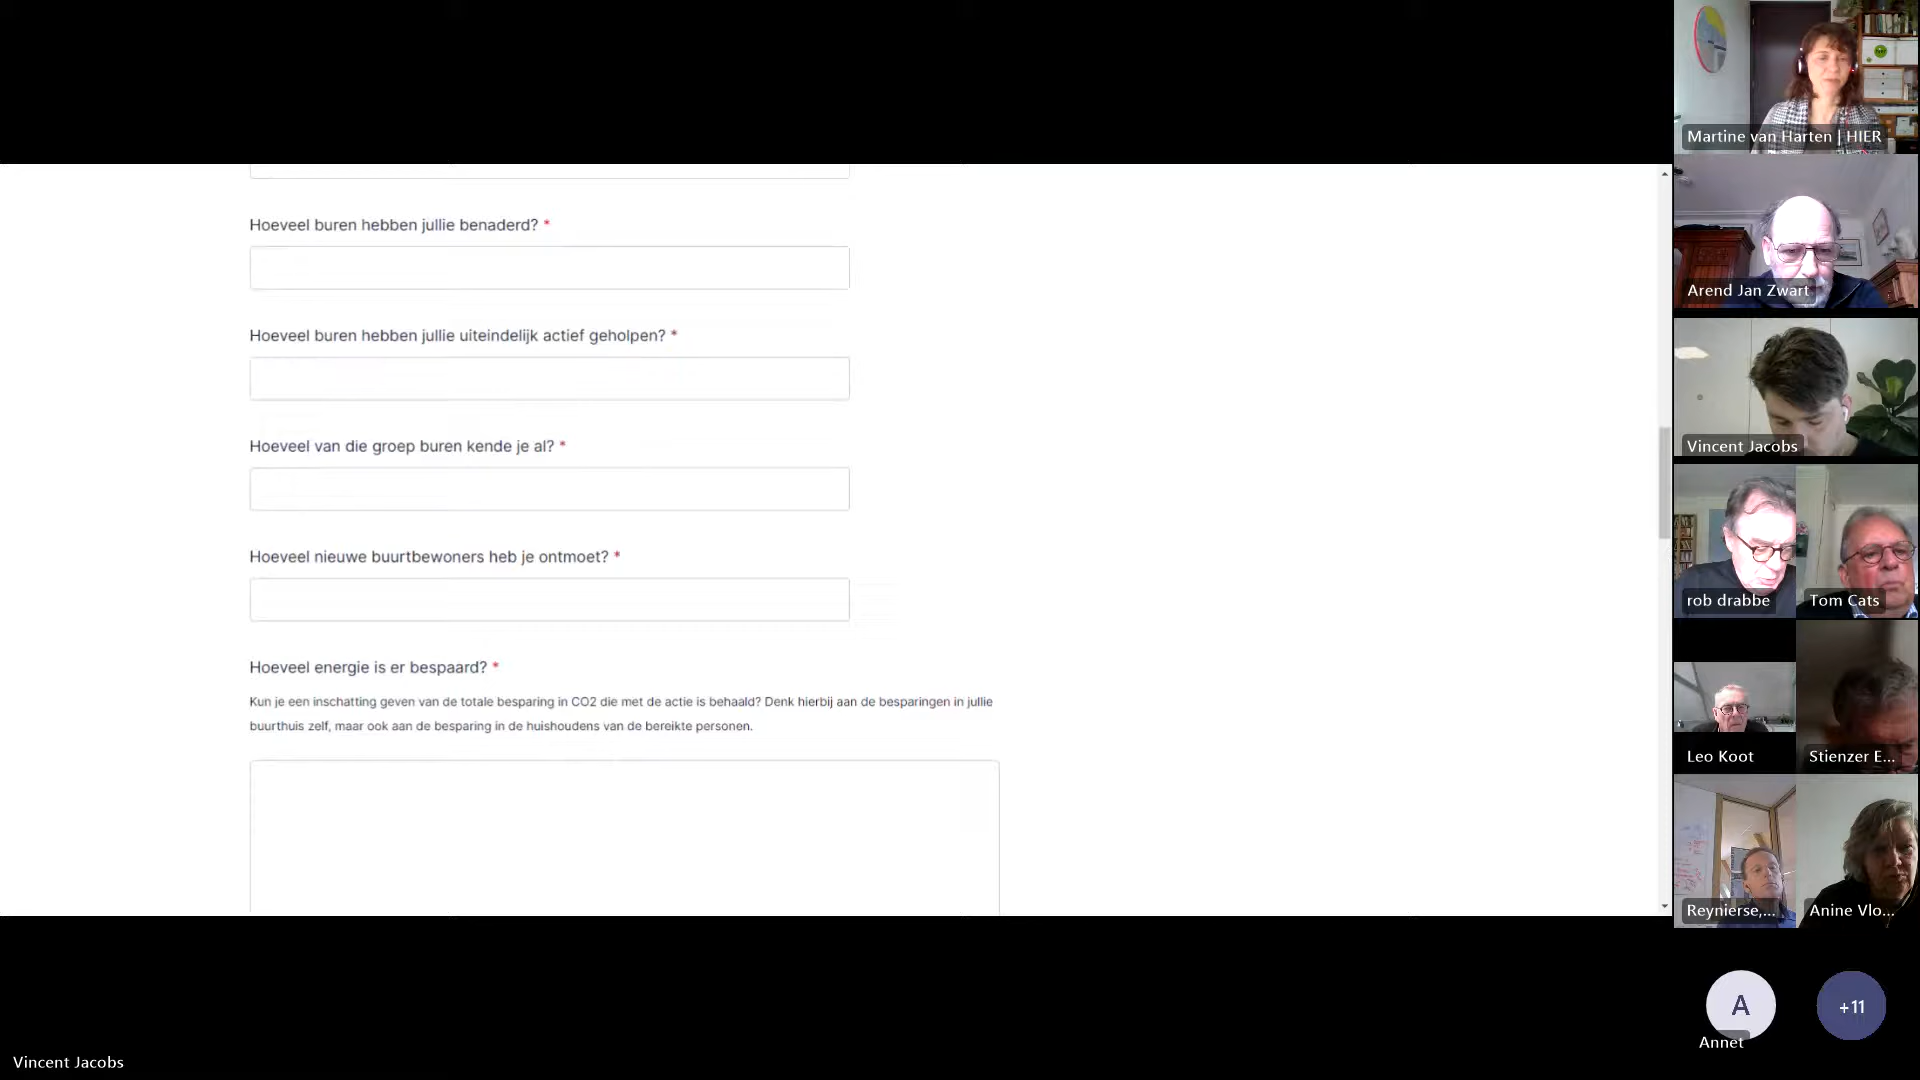 Hoeveel buren hebben jullie benaderd? *
Hoeveel buren hebben jullie uiteindelijk actief geholpen? *
Hoeveel van die groep buren kende je al? *
Hoeveel nieuwe buurtbewoners heb je ontmoet? *
Hoeveel energie is er bespaard? *
Kun je een inschatting geven van de totale besparing in CO2 die met de actie is behaald? Denk hierbij aan de besparingen in jullie
buurthuis zelf, maar ook aan de besparing in de huishoudens van de bereikte personen.
Martine van Harten | HIER
Arend Jan Zwart
Vincent Jacobs
rob drabbe
Tom Cats
Leo Koot
Stienzer E...
Reynierse,...
Anine Vlo...
A
Annet
+11
Vincent Jacobs